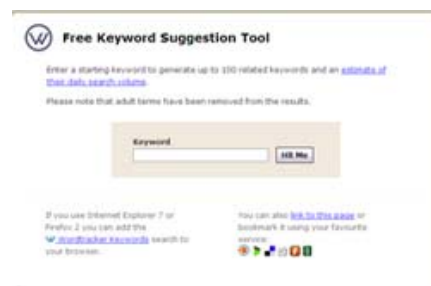 Free Keyword Suggestion Tool
Enter a starting keyword to generate up to 100 related keywords and an estimate of
their daily search volume.
Please note that adult terms have been removed from the results.
Keyword
Hit Me
If you use Internet Explorer 7 or
Firefox 2 you can add the
Wordtracker Keywords search to
your browser.
You can also link to this page or
bookmark it using your favourite
service: